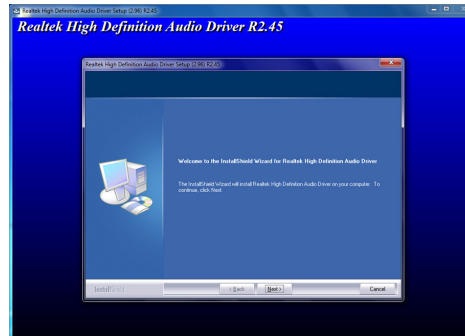 Realtek High Definition Audio Driver Setup (2.96) R2.45
Realtek High Definition Audio Driver R2.45
Realtek High Definition Audio Driver Setup (2.96) R2.45
Welcome to the InstallShield Wizard for Realtek High Definition Audio Driver
The InstallShield Wizard will install Realtek High Definition Audio Driver on your computer. To
continue, click Next.
InstallShield
< Back
Next >
Cancel